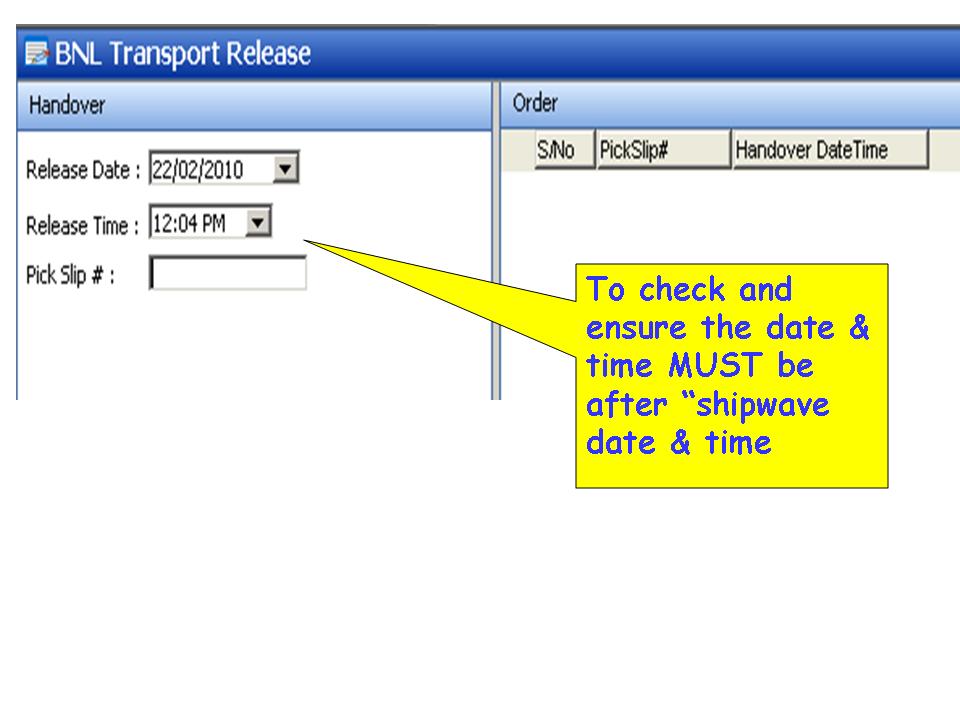 BNL Transport Release
Handover
Release Date : 22/02/2010
Release Time : 12:04 PM
Pick Slip # :
Order
S/No PickSlip# Handover DateTime
To check and
ensure the date &
time MUST be
after “shipwave
date & time